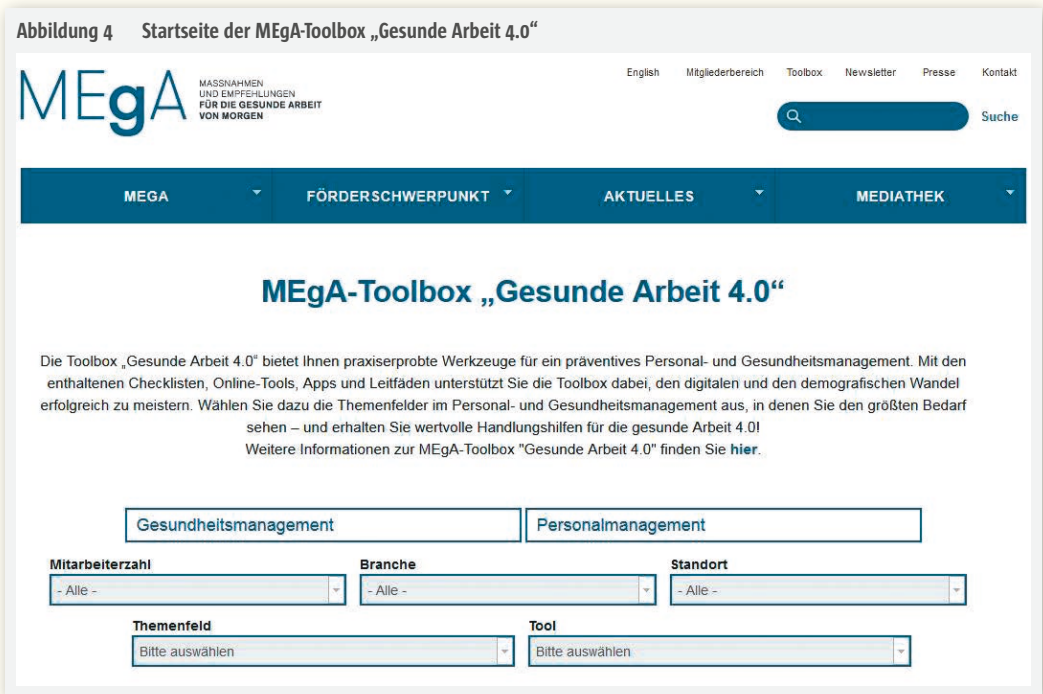 Abbildung 4 Startseite der MEgA-Toolbox „Gesunde Arbeit 4.0“
MEgA
MASSNAHMEN
UND EMPFEHLUNGEN
FÜR DIE GESUNDE ARBEIT
VON MORGEN
English Mitgliederbereich Toolbox Newsletter Presse Kontakt
Suche
MEGA FÖRDERSCHWERPUNKT AKTUELLES MEDIATHEK
MEgA-Toolbox „Gesunde Arbeit 4.0“
Die Toolbox „Gesunde Arbeit 4.0“ bietet Ihnen praxiserprobte Werkzeuge für ein präventives Personal- und Gesundheitsmanagement. Mit den
enthaltenen Checklisten, Online-Tools, Apps und Leitfäden unterstützt Sie die Toolbox dabei, den digitalen und den demografischen Wandel
erfolgreich zu meistern. Wählen Sie dazu die Themenfelder im Personal- und Gesundheitsmanagement aus, in denen Sie den größten Bedarf
sehen – und erhalten Sie wertvolle Handlungshilfen für die gesunde Arbeit 4.0!
Weitere Informationen zur MEgA-Toolbox "Gesunde Arbeit 4.0" finden Sie hier.
Gesundheitsmanagement Personalmanagement
Mitarbeiterzahl Branche Standort
- Alle - - Alle - - Alle -
Themenfeld Tool
Bitte auswählen Bitte auswählen